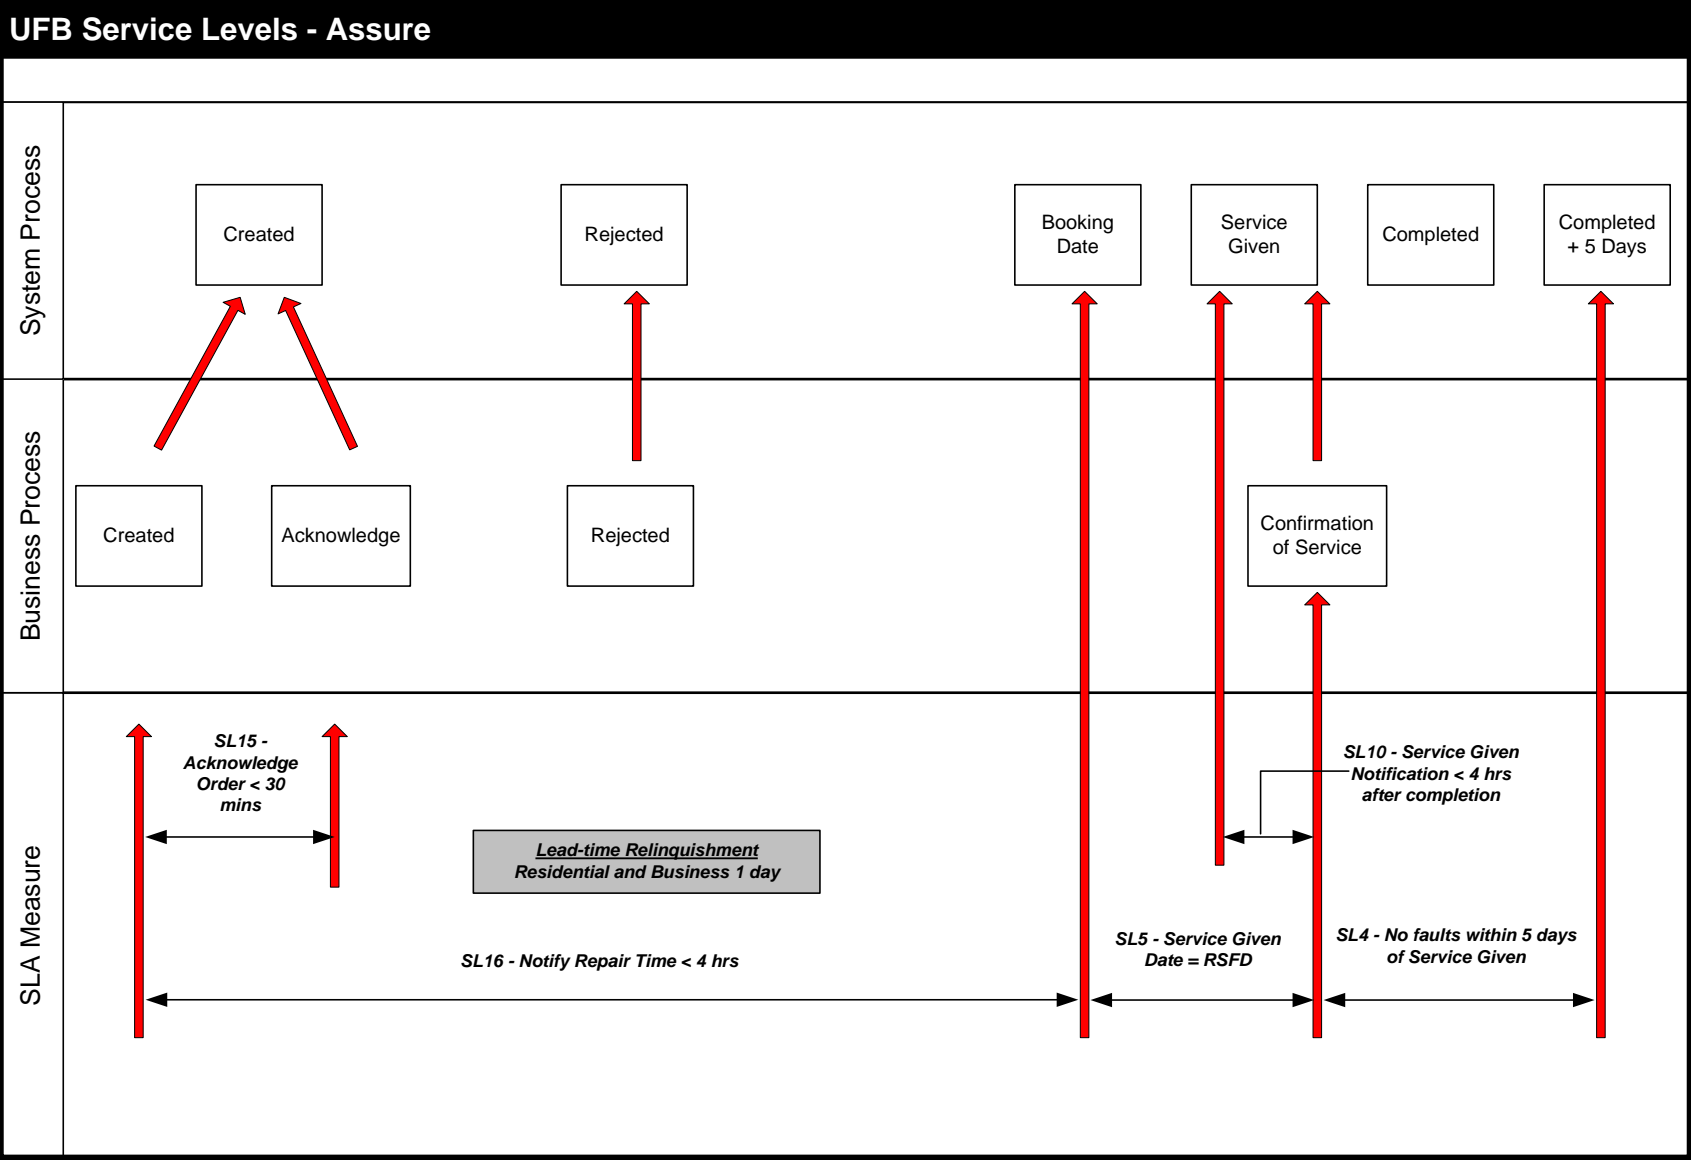 UFB Service Levels - Assure
System Process
Created
Rejected
Booking
Date
Service
Given
Completed
Completed
+ 5 Days
Business Process
Created
Acknowledge
Rejected
Confirmation
of Service
SLA Measure
SL15 -
Acknowledge
Order < 30
mins
SL10 - Service Given
Notification < 4 hrs
after completion
Lead-time Relinquishment
Residential and Business 1 day
SL16 - Notify Repair Time < 4 hrs
SL5 - Service Given
Date = RSFD
SL4 - No faults within 5 days
of Service Given